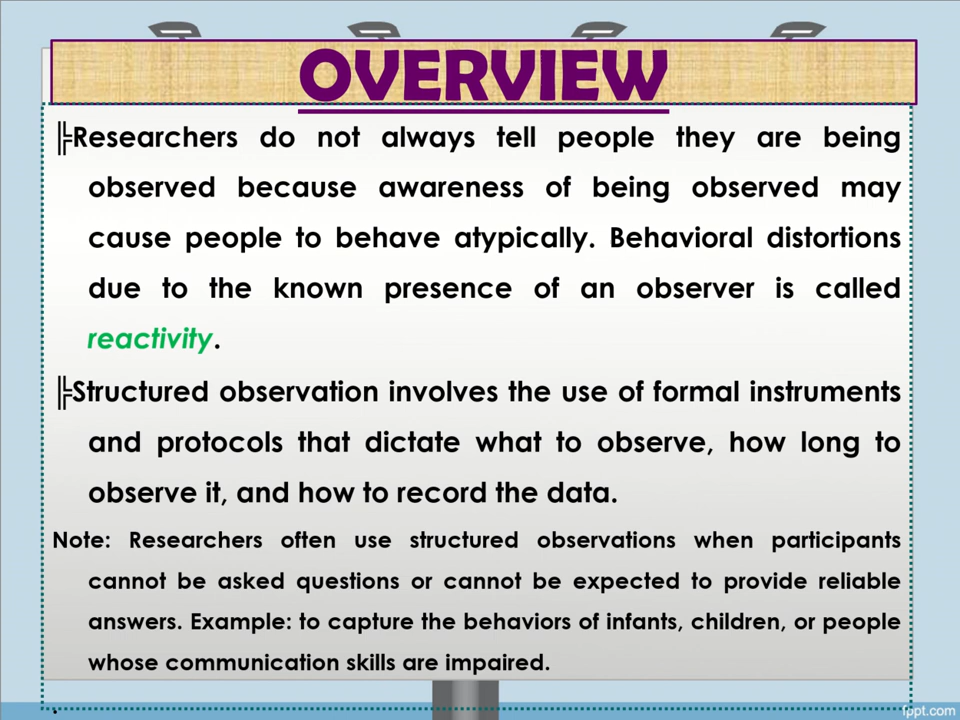 OVERVIEW
╠Researchers do not always tell people they are being
observed because awareness of being observed may
cause people to behave atypically. Behavioral distortions
due to the known presence of an observer is called
reactivity.
╠Structured observation involves the use of formal instruments
and protocols that dictate what to observe, how long to
observe it, and how to record the data.
Note: Researchers often use structured observations when participants
cannot be asked questions or cannot be expected to provide reliable
answers. Example: to capture the behaviors of infants, children, or people
whose communication skills are impaired.
.
fppt.com